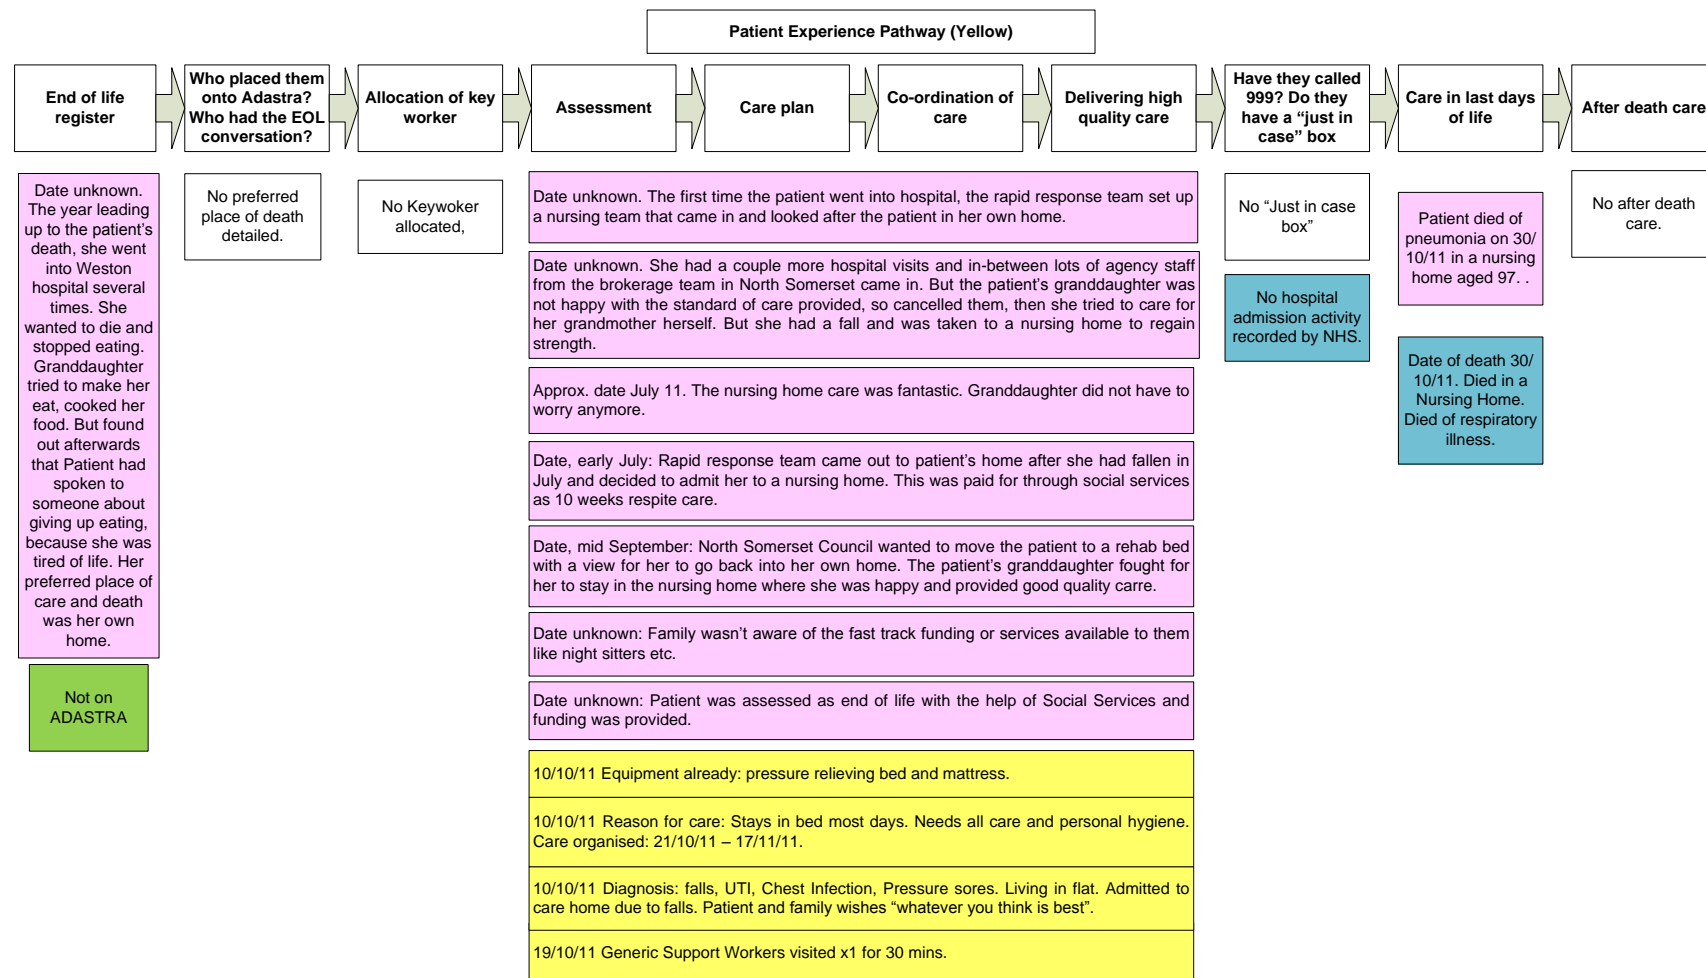 Patient Experience Pathway (Yellow)
End of life
register
Who placed them
onto Adastra?
Who had the EOL
conversation?
Allocation of key
worker
Assessment
Care plan
Co-ordination of
care
Delivering high
quality care
Have they called
999? Do they
have a “just in
case” box
Care in last days
of life
After death care
Date unknown.
The year leading
up to the patient’s
death, she went
into Weston
hospital several
times. She
wanted to die and
stopped eating.
Granddaughter
tried to make her
eat, cooked her
food. But found
out afterwards
that Patient had
spoken to
someone about
giving up eating,
because she was
tired of life. Her
preferred place of
care and death
was her own
home.
Not on
ADASTRA
No preferred
place of death
detailed.
No Keywoker
allocated,
Date unknown. The first time the patient went into hospital, the rapid response team set up
a nursing team that came in and looked after the patient in her own home.
Date unknown. She had a couple more hospital visits and in-between lots of agency staff
from the brokerage team in North Somerset came in. But the patient’s granddaughter was
not happy with the standard of care provided, so cancelled them, then she tried to care for
her grandmother herself. But she had a fall and was taken to a nursing home to regain
strength.
Approx. date July 11. The nursing home care was fantastic. Granddaughter did not have to
worry anymore.
Date, early July: Rapid response team came out to patient’s home after she had fallen in
July and decided to admit her to a nursing home. This was paid for through social services
as 10 weeks respite care.
Date, mid September: North Somerset Council wanted to move the patient to a rehab bed
with a view for her to go back into her own home. The patient’s granddaughter fought for
her to stay in the nursing home where she was happy and provided good quality carre.
Date unknown: Family wasn’t aware of the fast track funding or services available to them
like night sitters etc.
Date unknown: Patient was assessed as end of life with the help of Social Services and
funding was provided.
10/10/11 Equipment already: pressure relieving bed and mattress.
10/10/11 Reason for care: Stays in bed most days. Needs all care and personal hygiene.
Care organised: 21/10/11 – 17/11/11.
10/10/11 Diagnosis: falls, UTI, Chest Infection, Pressure sores. Living in flat. Admitted to
care home due to falls. Patient and family wishes “whatever you think is best”.
19/10/11 Generic Support Workers visited x1 for 30 mins.
No “Just in case
box”
No hospital
admission activity
recorded by NHS.
Patient died of
pneumonia on 30/
10/11 in a nursing
home aged 97. .
Date of death 30/
10/11. Died in a
Nursing Home.
Died of respiratory
illness.
No after death
care.